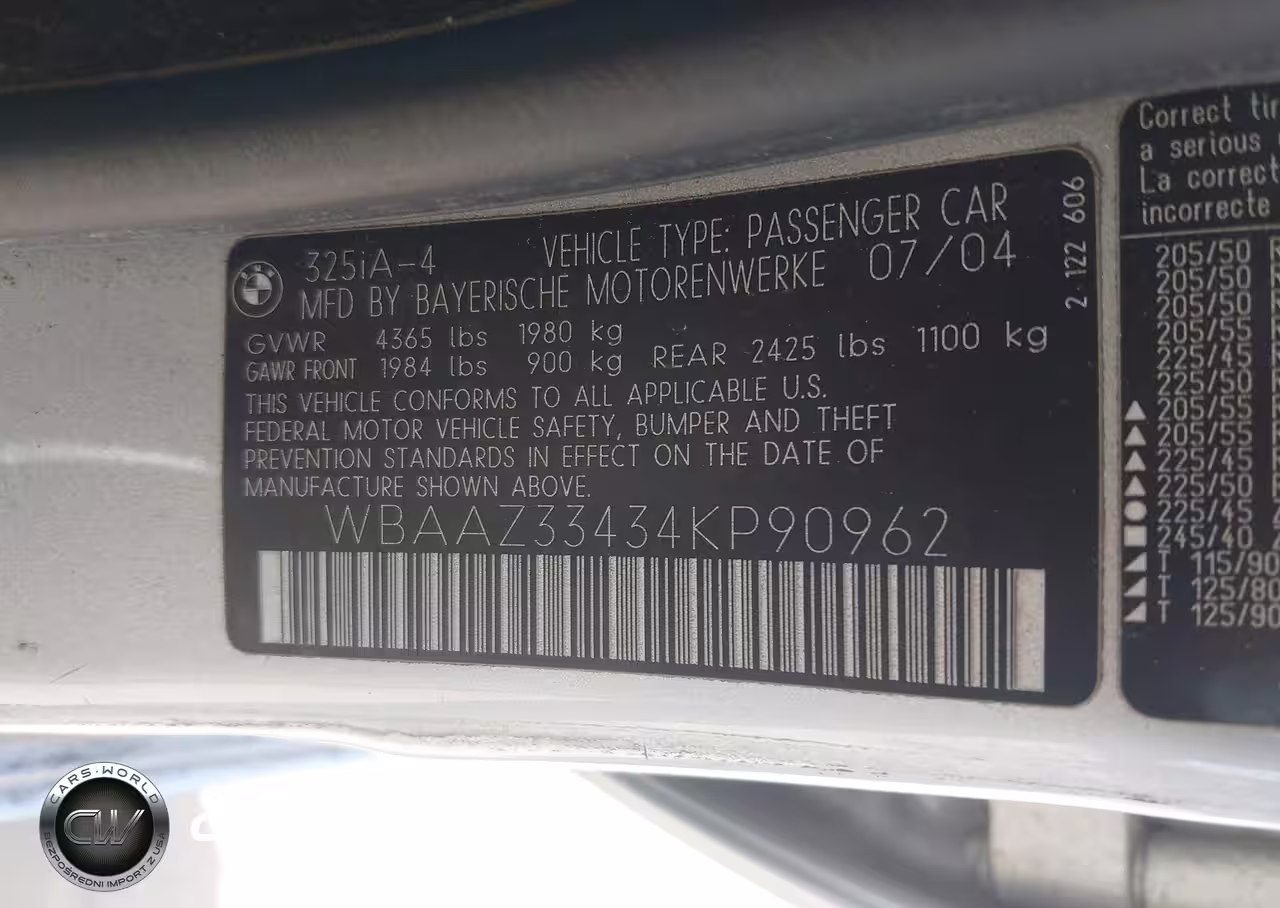 325iA-4
VEHICLE TYPE: PASSENGER CAR
MFD BY BAYERISCHE MOTORENWERKE 07/04
GVWR 4365 lbs 1980 kg
GAWR FRONT 1984 lbs 900 kg REAR 2425 lbs 1100 kg
THIS VEHICLE CONFORMS TO ALL APPLICABLE U.S.
FEDERAL MOTOR VEHICLE SAFETY, BUMPER AND THEFT
PREVENTION STANDARDS IN EFFECT ON THE DATE OF
MANUFACTURE SHOWN ABOVE.
WBAAZ33434KP90962
2 122 606
Correct
a serious
La correct
incorrecte
205/50
205/50
205/50
205/55
225/45
225/50
▲ 205/55
▲ 205/55
▲ 225/45
▲ 225/50
● 225/45
■ 245/40
◢ T 115/90
◢ T 125/80
◢ T 125/90
CARS·WORLD
CW
BEZPOŚREDNI IMPORT Z USA